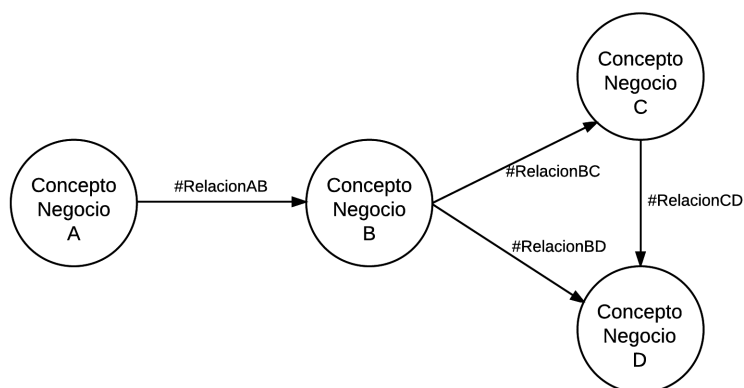 Concepto
Negocio
A
#RelacionAB
Concepto
Negocio
B
#RelacionBC
#RelacionBD
Concepto
Negocio
C
#RelacionCD
Concepto
Negocio
D